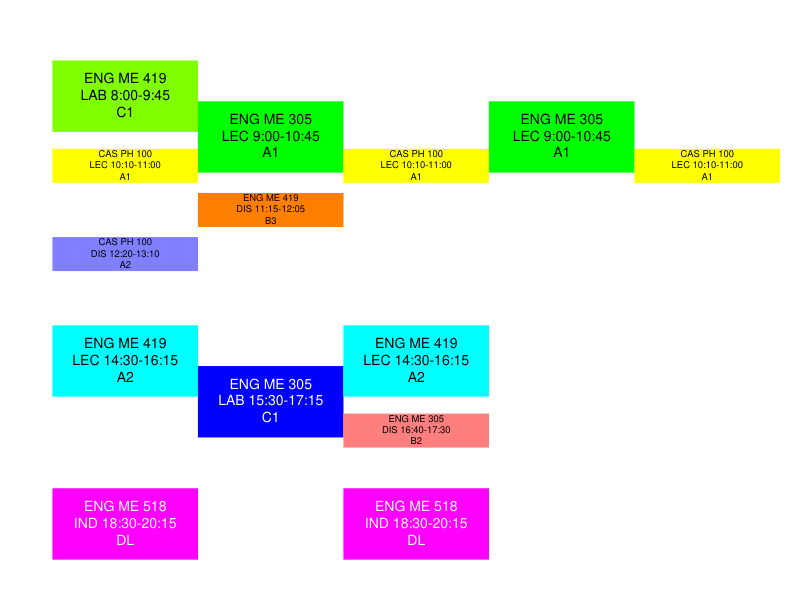 ENG ME 419
LAB 8:00-9:45
C1
ENG ME 305
LEC 9:00-10:45
A1
ENG ME 305
LEC 9:00-10:45
A1
CAS PH 100
LEC 10:10-11:00
A1
CAS PH 100
LEC 10:10-11:00
A1
CAS PH 100
LEC 10:10-11:00
A1
ENG ME 419
DIS 11:15-12:05
B3
CAS PH 100
DIS 12:20-13:10
A2
ENG ME 419
LEC 14:30-16:15
A2
ENG ME 419
LEC 14:30-16:15
A2
ENG ME 305
LAB 15:30-17:15
C1
ENG ME 305
DIS 16:40-17:30
B2
ENG ME 518
IND 18:30-20:15
DL
ENG ME 518
IND 18:30-20:15
DL